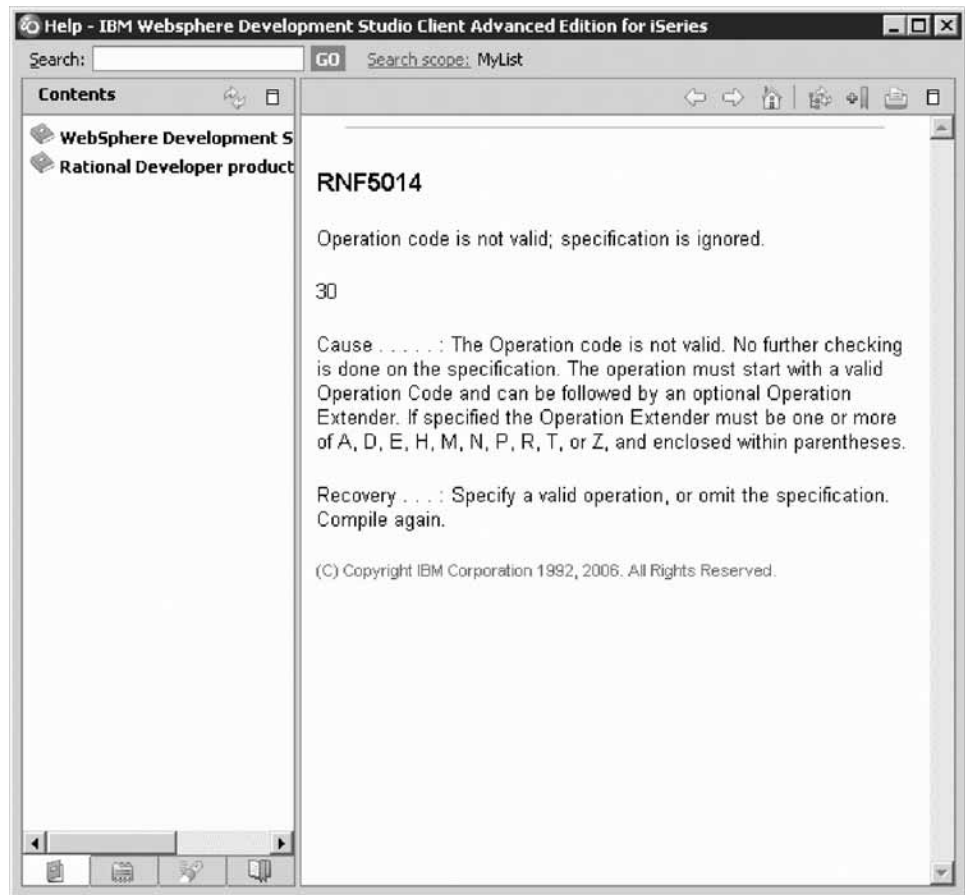 Help - IBM Websphere Development Studio Client Advanced Edition for iSeries
Search:
GO
Search scope: MyList
Contents
WebSphere Development S
Rational Developer product
RNF5014
Operation code is not valid; specification is ignored.
30
Cause . . . . . : The Operation code is not valid. No further checking
is done on the specification. The operation must start with a valid
Operation Code and can be followed by an optional Operation
Extender. If specified the Operation Extender must be one or more
of A, D, E, H, M, N, P, R, T, or Z, and enclosed within parentheses.
Recovery . . . : Specify a valid operation, or omit the specification.
Compile again.
(C) Copyright IBM Corporation 1992, 2006. All Rights Reserved.